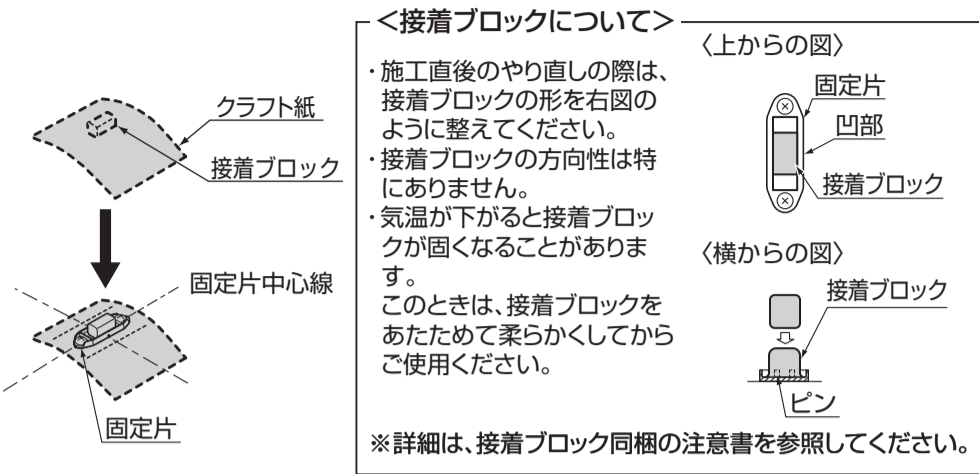 クラフト紙
接着ブロック
固定片中心線
固定片
＜接着ブロックについて＞
・施工直後のやり直しの際は、
接着ブロックの形を右図の
ように整えてください。
・接着ブロックの方向性は特
にありません。
・気温が下がると接着ブロッ
クが固くなることがありま
す。
このときは、接着ブロックを
あたためて柔らかくしてから
ご使用ください。
〈上からの図〉
固定片
凹部
接着ブロック
〈横からの図〉
接着ブロック
ピン
※詳細は、接着ブロック同梱の注意書を参照してください。